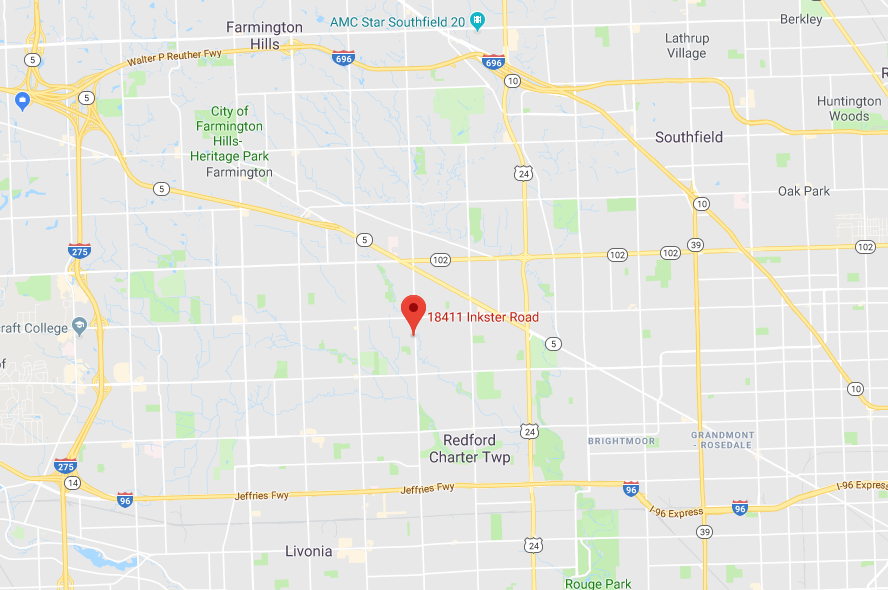 Berkley
AMC Star Southfield 20
Farmington
Hills
Lathrup
Village
Walter P Reuther Fwy
5
696
696
R
10
5
Huntington
Woods
City of
Farmington
Hills-
Heritage Park
Southfield
Farmington
24
5
Oak Park
10
5
39
102
275
102
102
102
18411 Inkster Road
raft College
5
of
10
24
Redford
Charter Twp
BRIGHTMOOR
GRANDMONT
- ROSEDALE
275
14
96
Jeffries Fwy
Jeffries Fwy
96
I-96 Express
96
I-96 Express
39
24
Livonia
Rouge Park